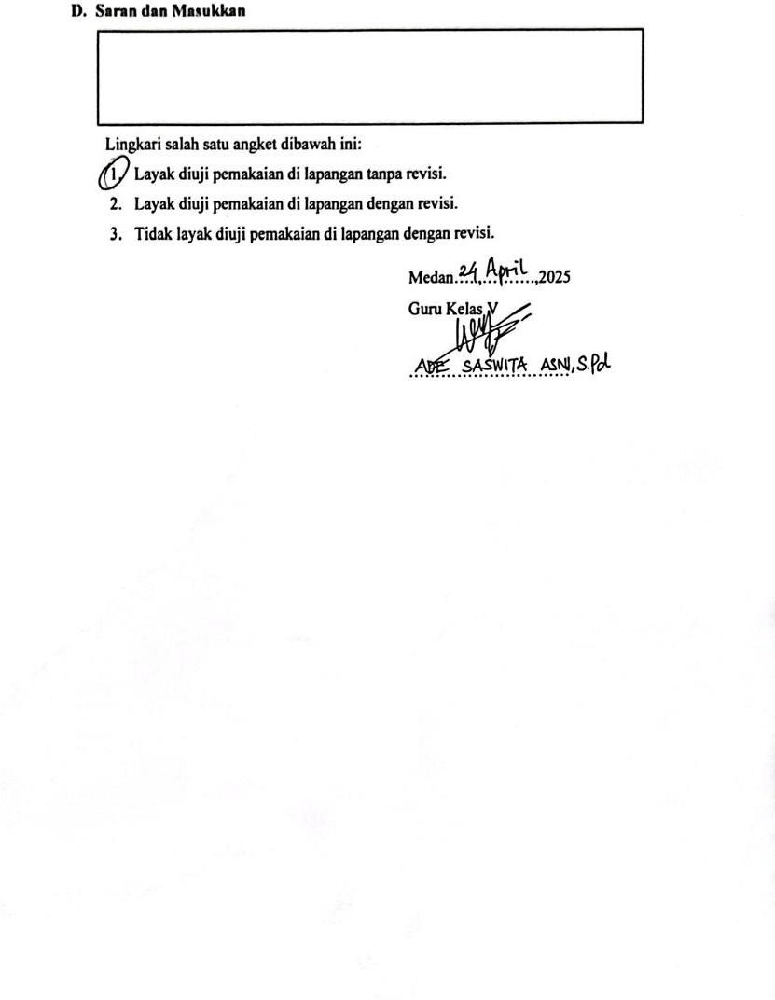 D. Saran dan Masukkan
Lingkari salah satu angket dibawah ini:
1. Layak diuji pemakaian di lapangan tanpa revisi.
2. Layak diuji pemakaian di lapangan dengan revisi.
3. Tidak layak diuji pemakaian di lapangan dengan revisi.
Medan....24, April......,2025
Guru Kelas V
ADE SASWITA ASNI, S.Pd